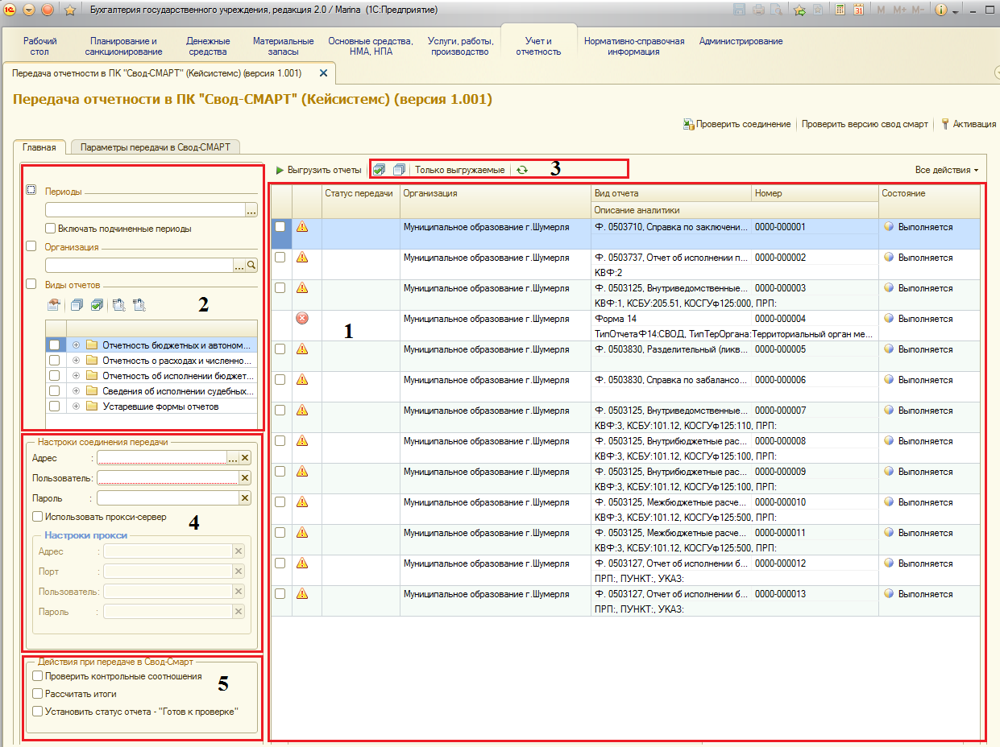 Бухгалтерия государственного учреждения, редакция 2.0 / Marina (1С:Предприятие)
M M+ M-
Рабочий стол
Планирование и санкционирование
Денежные средства
Материальные запасы
Основные средства, НМА, НПА
Услуги, работы, производство
Учет и отчетность
Нормативно-справочная информация
Администрирование
Передача отчетности в ПК "Свод-СМАРТ" (Кейсистемс) (версия 1.001)
Передача отчетности в ПК "Свод-СМАРТ" (Кейсистемс) (версия 1.001)
Проверить соединение
Проверить версию свод смарт
Активация
Главная
Параметры передачи в Свод-СМАРТ
Периоды
...
Включать подчиненные периоды
Организация
...
Виды отчетов
2
Отчетность бюджетных и автоном...
Отчетность о расходах и численно...
Отчетность об исполнении бюджет...
Сведения об исполнении судебных...
Устаревшие формы отчетов
Настроки соединения передачи
Адрес :
...
Пользователь:
Пароль :
Использовать прокси-сервер
4
Настроки прокси
Адрес :
Порт :
Пользователь:
Пароль :
Действия при передаче в Свод-Смарт
Проверить контрольные соотношения
5
Рассчитать итоги
Установить статус отчета - "Готов к проверке"
Выгрузить отчеты
Только выгружаемые
3
Все действия
Статус передачи Организация Вид отчета Номер Состояние
Описание аналитики
Муниципальное образование г.Шумерля Ф. 0503710, Справка по заключени... 0000-000001 Выполняется
Муниципальное образование г.Шумерля Ф. 0503737, Отчет об исполнении п... 0000-000002 Выполняется
КВФ:2
Муниципальное образование г.Шумерля Ф. 0503125, Внутриведомственные... 0000-000003 Выполняется
КВФ:1, КСБУ:205.51, КОСГУф125:000, ПРП:
Муниципальное образование г.Шумерля Форма 14 0000-000004 Выполняется
1
ТипОтчетаФ14:СВОД, ТипТерОргана:Территориальный орган ме...
Муниципальное образование г.Шумерля Ф. 0503830, Разделительный (ликв... 0000-000005 Выполняется
Муниципальное образование г.Шумерля Ф. 0503830, Справка по забалансо... 0000-000006 Выполняется
Муниципальное образование г.Шумерля Ф. 0503125, Внутриведомственные... 0000-000007 Выполняется
КВФ:3, КСБУ:101.12, КОСГУф125:110, ПРП:
Муниципальное образование г.Шумерля Ф. 0503125, Внутрибюджетные рас... 0000-000008 Выполняется
КВФ:3, КСБУ:101.12, КОСГУф125:100, ПРП:
Муниципальное образование г.Шумерля Ф. 0503125, Внутрибюджетные рас... 0000-000009 Выполняется
КВФ:3, КСБУ:101.12, КОСГУф125:100, ПРП:
Муниципальное образование г.Шумерля Ф. 0503125, Межбюджетные расче... 0000-000010 Выполняется
КВФ:3, КСБУ:101.12, КОСГУф125:500, ПРП:
Муниципальное образование г.Шумерля Ф. 0503125, Межбюджетные расче... 0000-000011 Выполняется
КВФ:3, КСБУ:101.12, КОСГУф125:500, ПРП:
Муниципальное образование г.Шумерля Ф. 0503127, Отчет об исполнении б... 0000-000012 Выполняется
ПРП:, ПУНКТ:, УКАЗ:
Муниципальное образование г.Шумерля Ф. 0503127, Отчет об исполнении б... 0000-000013 Выполняется
ПРП:, ПУНКТ:, УКАЗ: